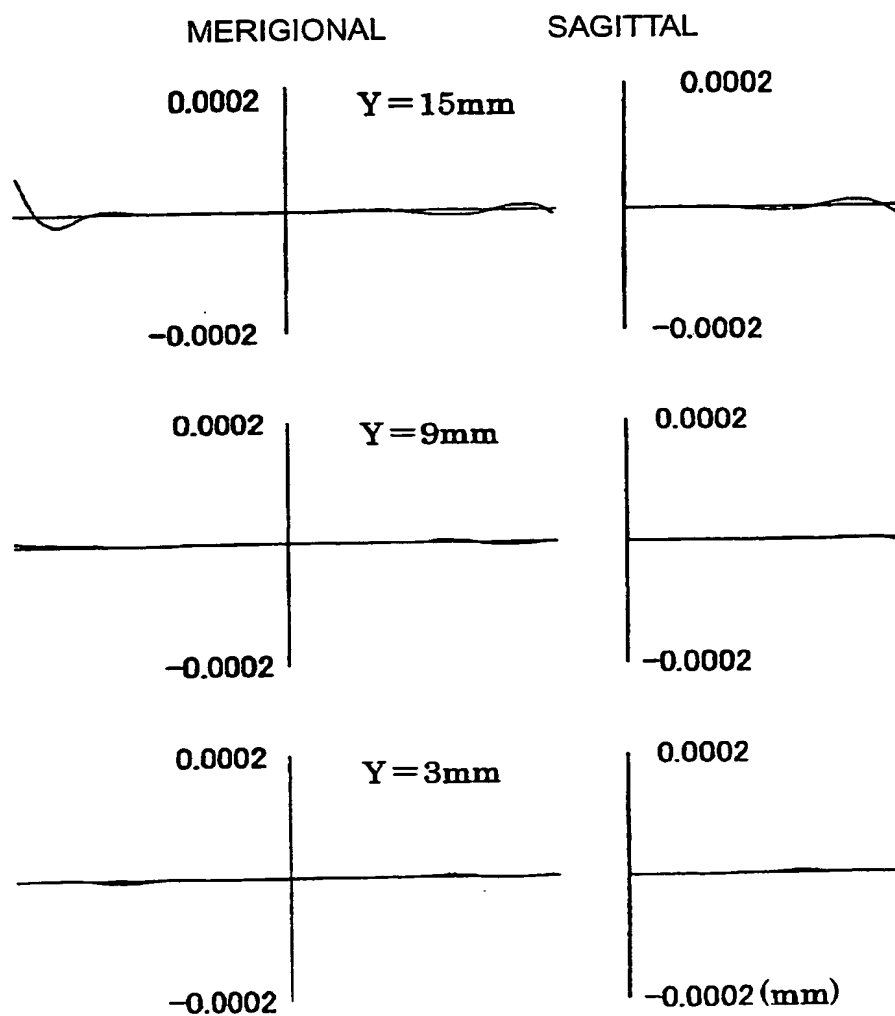 MERIGIONAL SAGITTAL
0.0002 Y=15mm 0.0002
-0.0002 -0.0002
0.0002 Y=9mm 0.0002
-0.0002 -0.0002
0.0002 Y=3mm 0.0002
-0.0002 -0.0002 (mm)